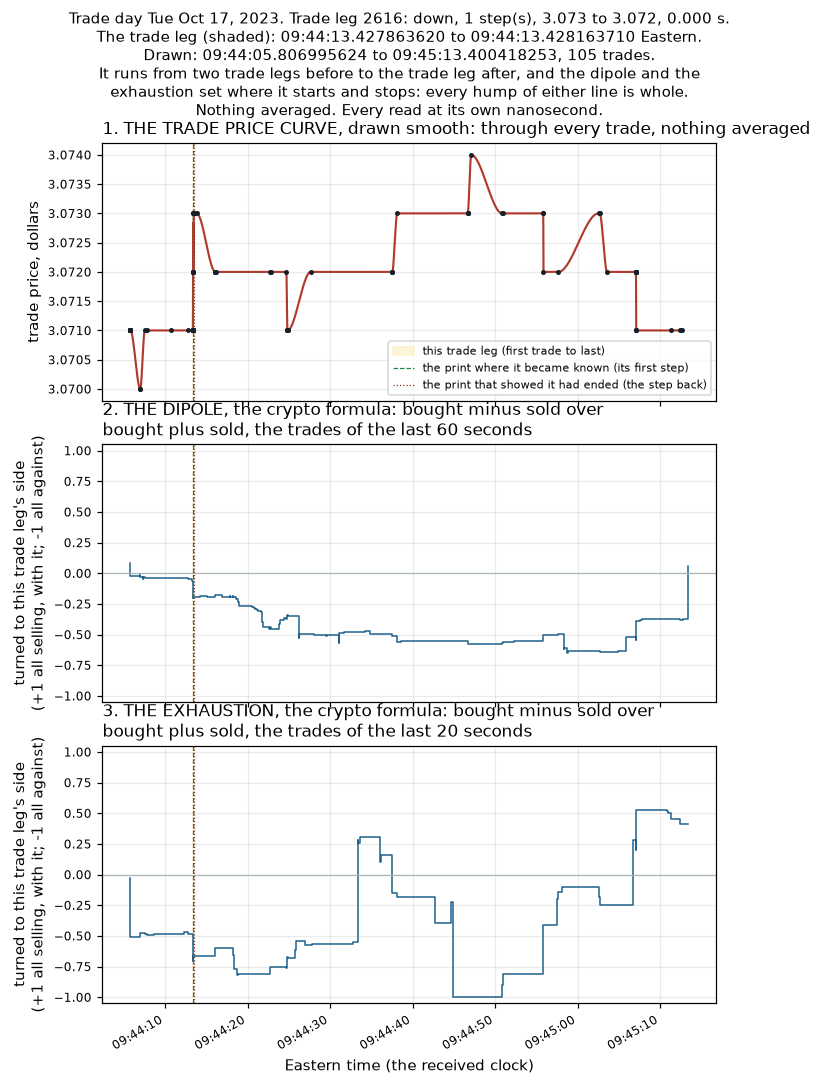 Trade day Tue Oct 17, 2023. Trade leg 2616: down, 1 step(s), 3.073 to 3.072, 0.000 s.
The trade leg (shaded): 09:44:13.427863620 to 09:44:13.428163710 Eastern.
Drawn: 09:44:05.806995624 to 09:45:13.400418253, 105 trades.
It runs from two trade legs before to the trade leg after, and the dipole and the
exhaustion set where it starts and stops: every hump of either line is whole.
Nothing averaged. Every read at its own nanosecond.
1. THE TRADE PRICE CURVE, drawn smooth: through every trade, nothing averaged
trade price, dollars
3.0740
3.0735
3.0730
3.0725
3.0720
3.0715
3.0710
3.0705
3.0700
this trade leg (first trade to last)
the print where it became known (its first step)
the print that showed it had ended (the step back)
2. THE DIPOLE, the crypto formula: bought minus sold over
bought plus sold, the trades of the last 60 seconds
turned to this trade leg's side
(+1 all selling, with it; -1 all against)
1.00
0.75
0.50
0.25
0.00
−0.25
−0.50
−0.75
−1.00
3. THE EXHAUSTION, the crypto formula: bought minus sold over
bought plus sold, the trades of the last 20 seconds
turned to this trade leg's side
(+1 all selling, with it; -1 all against)
1.00
0.75
0.50
0.25
0.00
−0.25
−0.50
−0.75
−1.00
09:44:10
09:44:20
09:44:30
09:44:40
09:44:50
09:45:00
09:45:10
Eastern time (the received clock)